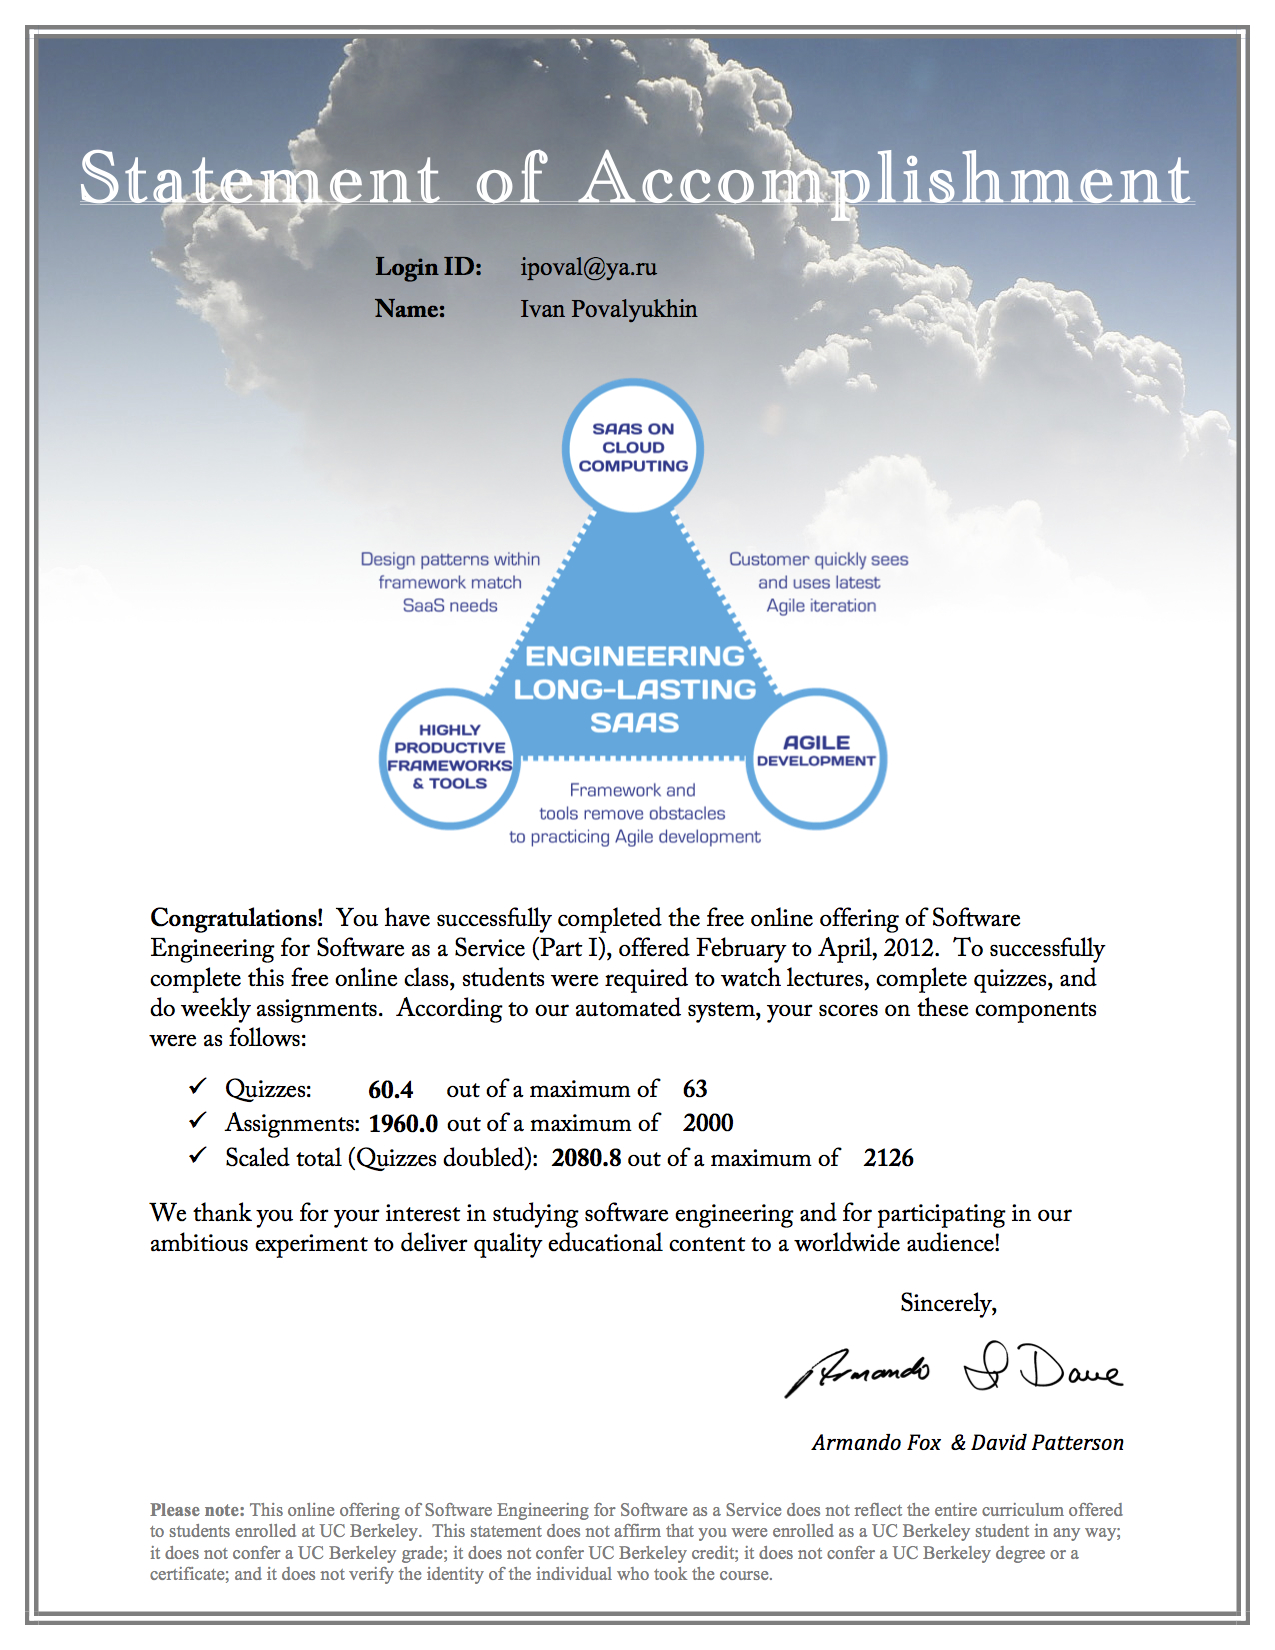 Statement of Accomplishment
Login ID: ipoval@ya.ru
Name: Ivan Povalyukhin
SAAS ON
CLOUD
COMPUTING
Design patterns within
framework match
SaaS needs
Customer quickly sees
and uses latest
Agile iteration
ENGINEERING
LONG-LASTING
SAAS
HIGHLY
PRODUCTIVE
FRAMEWORKS
& TOOLS
AGILE
DEVELOPMENT
Framework and
tools remove obstacles
to practicing Agile development
Congratulations! You have successfully completed the free online offering of Software
Engineering for Software as a Service (Part I), offered February to April, 2012. To successfully
complete this free online class, students were required to watch lectures, complete quizzes, and
do weekly assignments. According to our automated system, your scores on these components
were as follows:
✓ Quizzes: 60.4 out of a maximum of 63
✓ Assignments: 1960.0 out of a maximum of 2000
✓ Scaled total (Quizzes doubled): 2080.8 out of a maximum of 2126
We thank you for your interest in studying software engineering and for participating in our
ambitious experiment to deliver quality educational content to a worldwide audience!
Sincerely,
Armando & Dave
Armando Fox & David Patterson
Please note: This online offering of Software Engineering for Software as a Service does not reflect the entire curriculum offered
to students enrolled at UC Berkeley. This statement does not affirm that you were enrolled as a UC Berkeley student in any way;
it does not confer a UC Berkeley grade; it does not confer UC Berkeley credit; it does not confer a UC Berkeley degree or a
certificate; and it does not verify the identity of the individual who took the course.